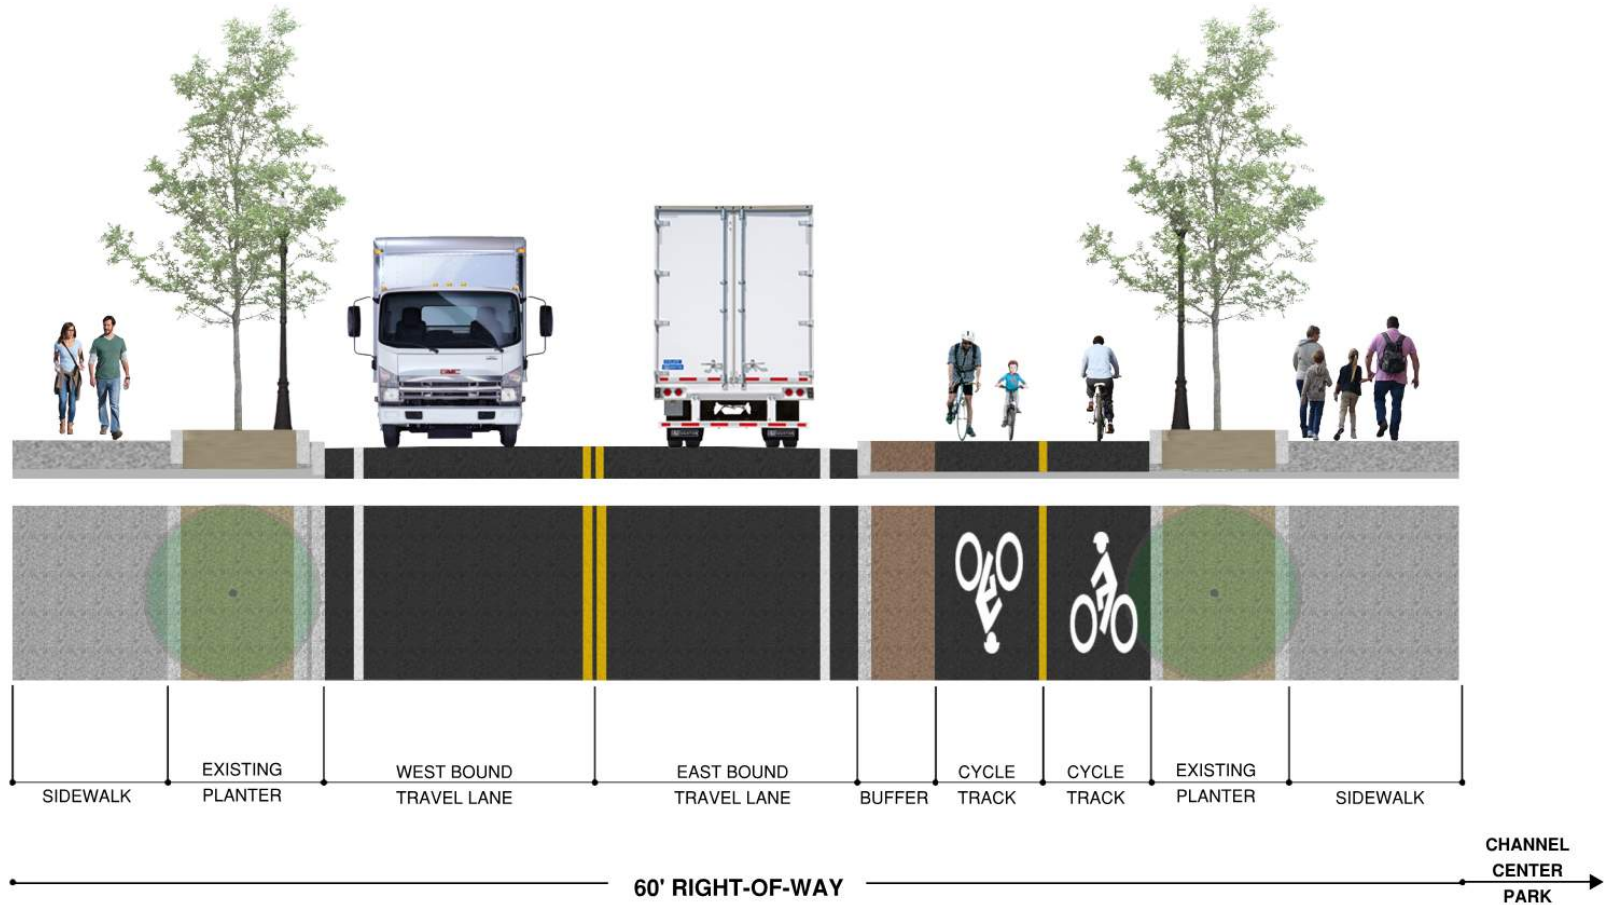 GMC
SIDEWALK
EXISTING
PLANTER
WEST BOUND
TRAVEL LANE
EAST BOUND
TRAVEL LANE
BUFFER
CYCLE
TRACK
CYCLE
TRACK
EXISTING
PLANTER
SIDEWALK
60' RIGHT-OF-WAY
CHANNEL
CENTER
PARK